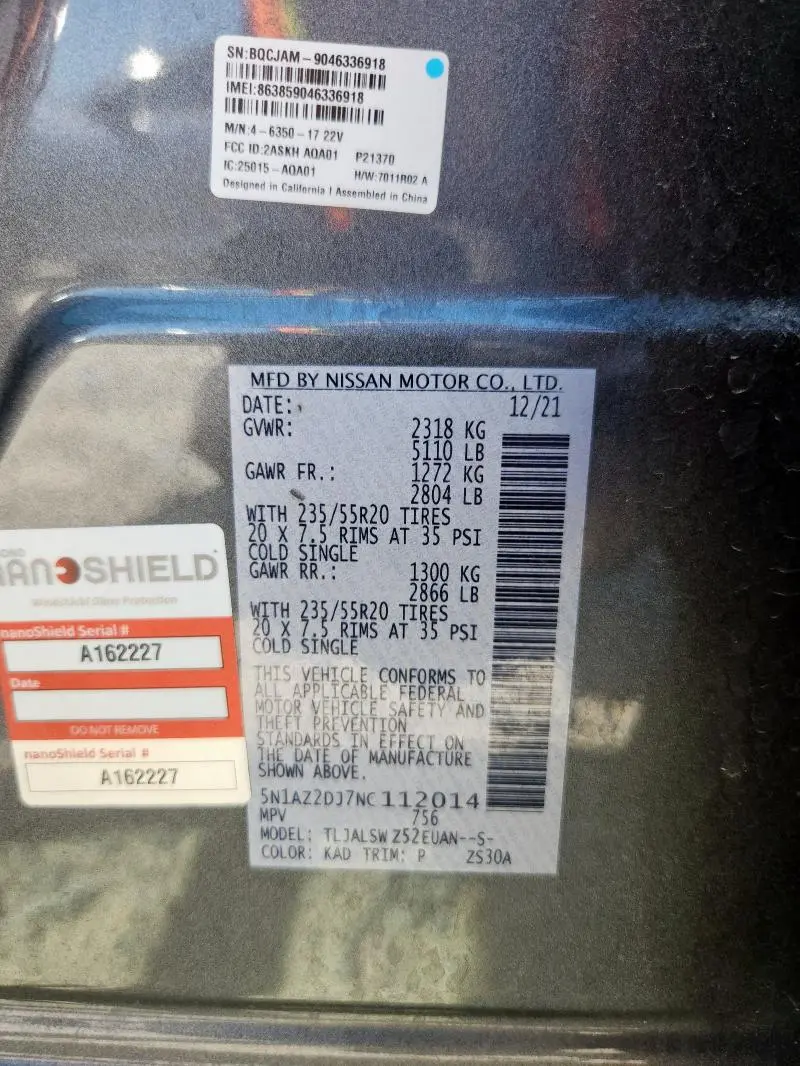 SN:BQCJAM-9046336918
IMEI:863859046336918
M/N:4-6350-17 22V
FCC ID:2ASKH AQA01 P21370
IC:25015-AQA01 H/W:7011R02 A
Designed in California I Assembled in China
MFD BY NISSAN MOTOR CO., LTD.
DATE: 12/21
GVWR: 2318 KG
5110 LB
GAWR FR.: 1272 KG
2804 LB
WITH 235/55R20 TIRES
20 X 7.5 RIMS AT 35 PSI
COLD SINGLE
GAWR RR.: 1300 KG
2866 LB
WITH 235/55R20 TIRES
20 X 7.5 RIMS AT 35 PSI
COLD SINGLE
THIS VEHICLE CONFORMS TO
ALL APPLICABLE FEDERAL
MOTOR VEHICLE SAFETY AND
THEFT PREVENTION
STANDARDS IN EFFECT ON
THE DATE OF MANUFACTURE
SHOWN ABOVE.
5N1AZ2DJ7NC112014
MPV 756
MODEL: TLJALSW Z52EUAN--S-
COLOR: KAD TRIM: P ZS30A
NANOSHIELD
Windshield Glass Protection
nanoShield Serial #
A162227
Date
DO NOT REMOVE
nanoShield Serial #
A162227